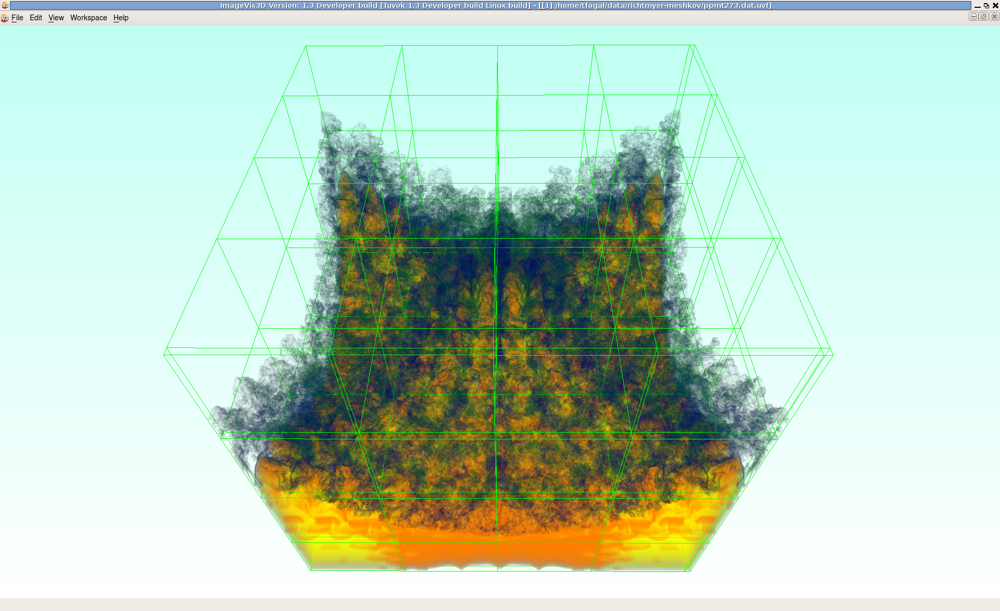 ImageVis3D Version: 1.3 Developer build [Tuvok 1.3 Developer build Linux build] - [[1] /home/tfogal/data/richtmyer-meshkov/ppmt273.dat.uvf]
File Edit View Workspace Help